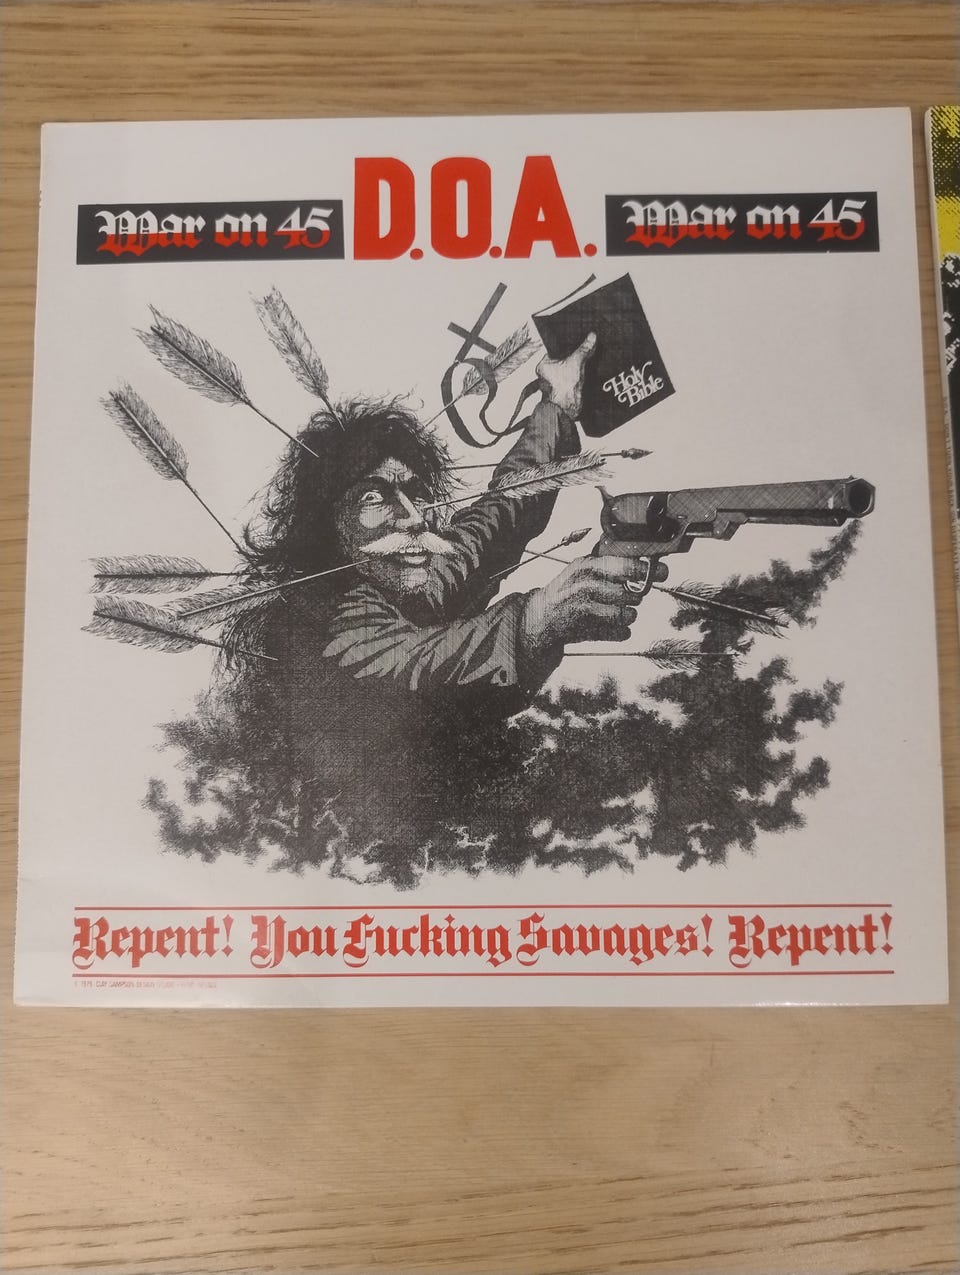 D.O.A.
War on 45
War on 45
Holy
Bible
Repent! You Fucking Savages! Repent!